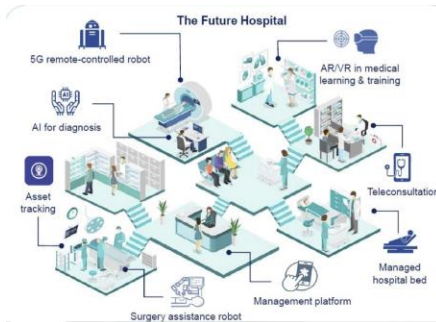 The Future Hospital
5G remote-controlled robot
AR/VR in medical
learning & training
AI for diagnosis
Asset
tracking
Teleconsultation
Managed
hospital bed
Management platform
Surgery assistance robot